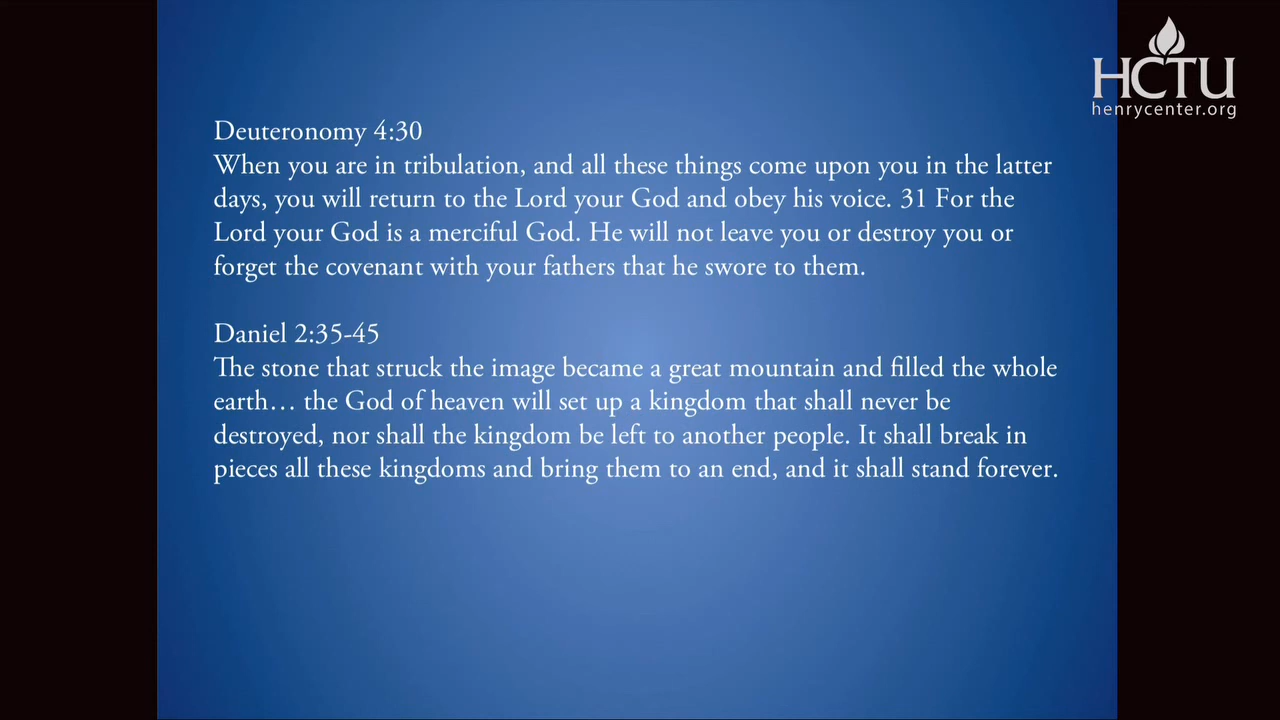 HCTU
henrycenter.org
Deuteronomy 4:30
When you are in tribulation, and all these things come upon you in the latter
days, you will return to the Lord your God and obey his voice. 31 For the
Lord your God is a merciful God. He will not leave you or destroy you or
forget the covenant with your fathers that he swore to them.
Daniel 2:35-45
The stone that struck the image became a great mountain and filled the whole
earth… the God of heaven will set up a kingdom that shall never be
destroyed, nor shall the kingdom be left to another people. It shall break in
pieces all these kingdoms and bring them to an end, and it shall stand forever.